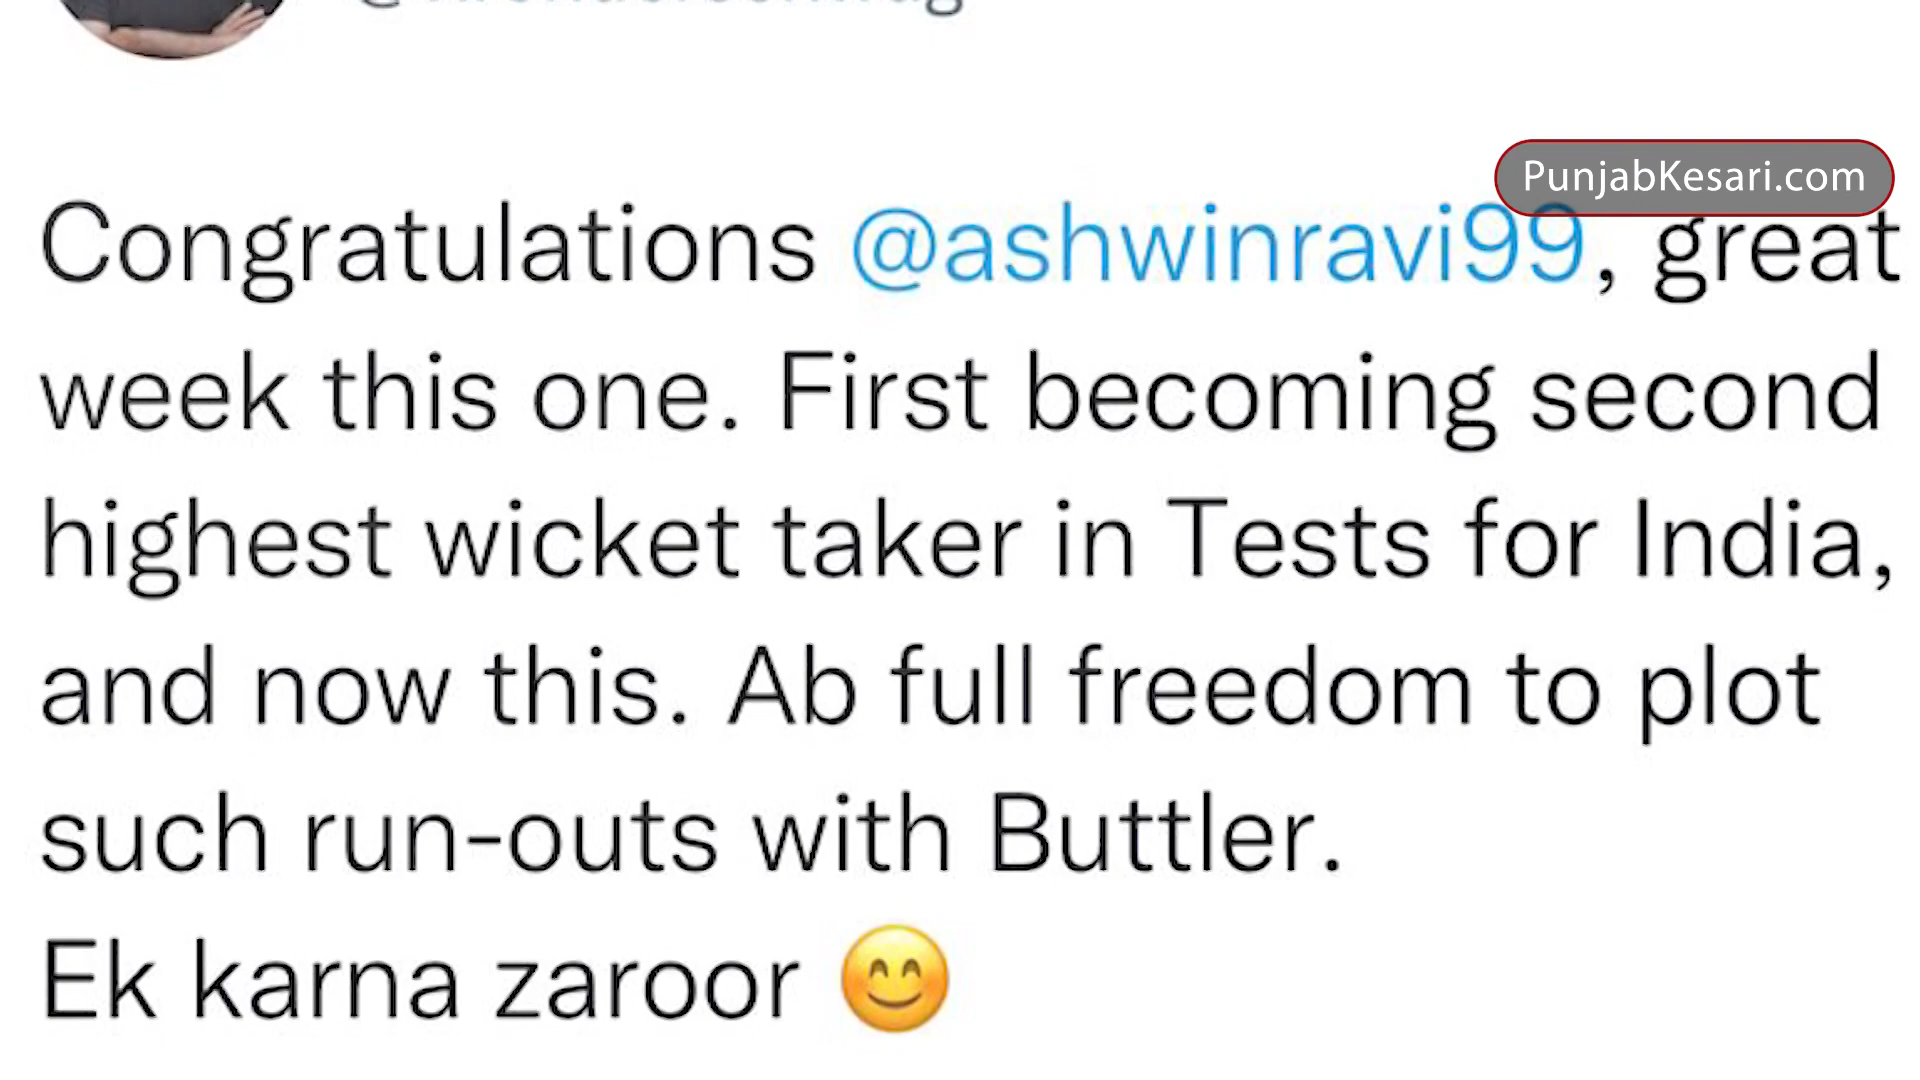 PunjabKesari.com
Congratulations @ashwinravi99, great
week this one. First becoming second
highest wicket taker in Tests for India,
and now this. Ab full freedom to plot
such run-outs with Buttler.
Ek karna zaroor 😊